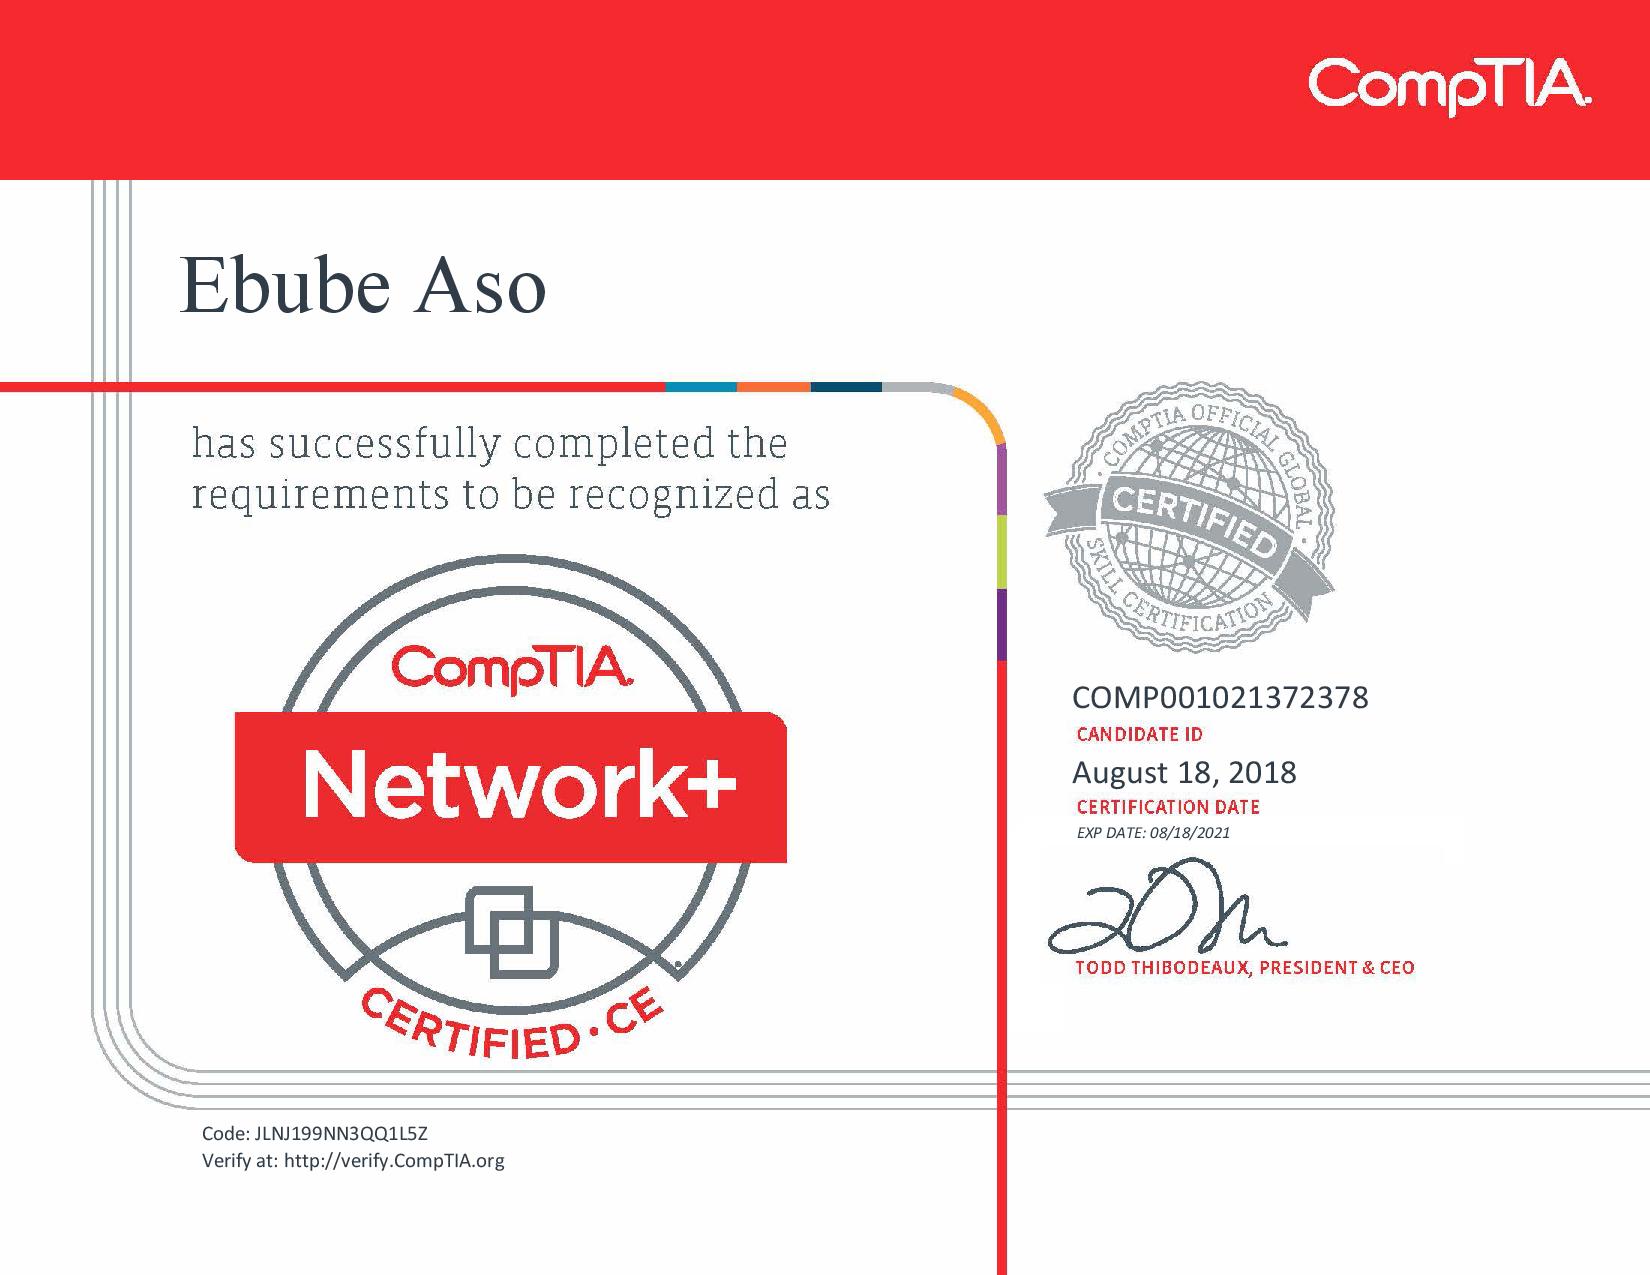 CompTIA.
Ebube Aso
has successfully completed the
requirements to be recognized as
CompTIA.
Network+
CERTIFIED · CE
· COMPTIA OFFICIAL GLOBAL ·
CERTIFIED
SKILL CERTIFICATION
COMP001021372378
CANDIDATE ID
August 18, 2018
CERTIFICATION DATE
EXP DATE: 08/18/2021
TODD THIBODEAUX, PRESIDENT & CEO
Code: JLNJ199NN3QQ1L5Z
Verify at: http://verify.CompTIA.org